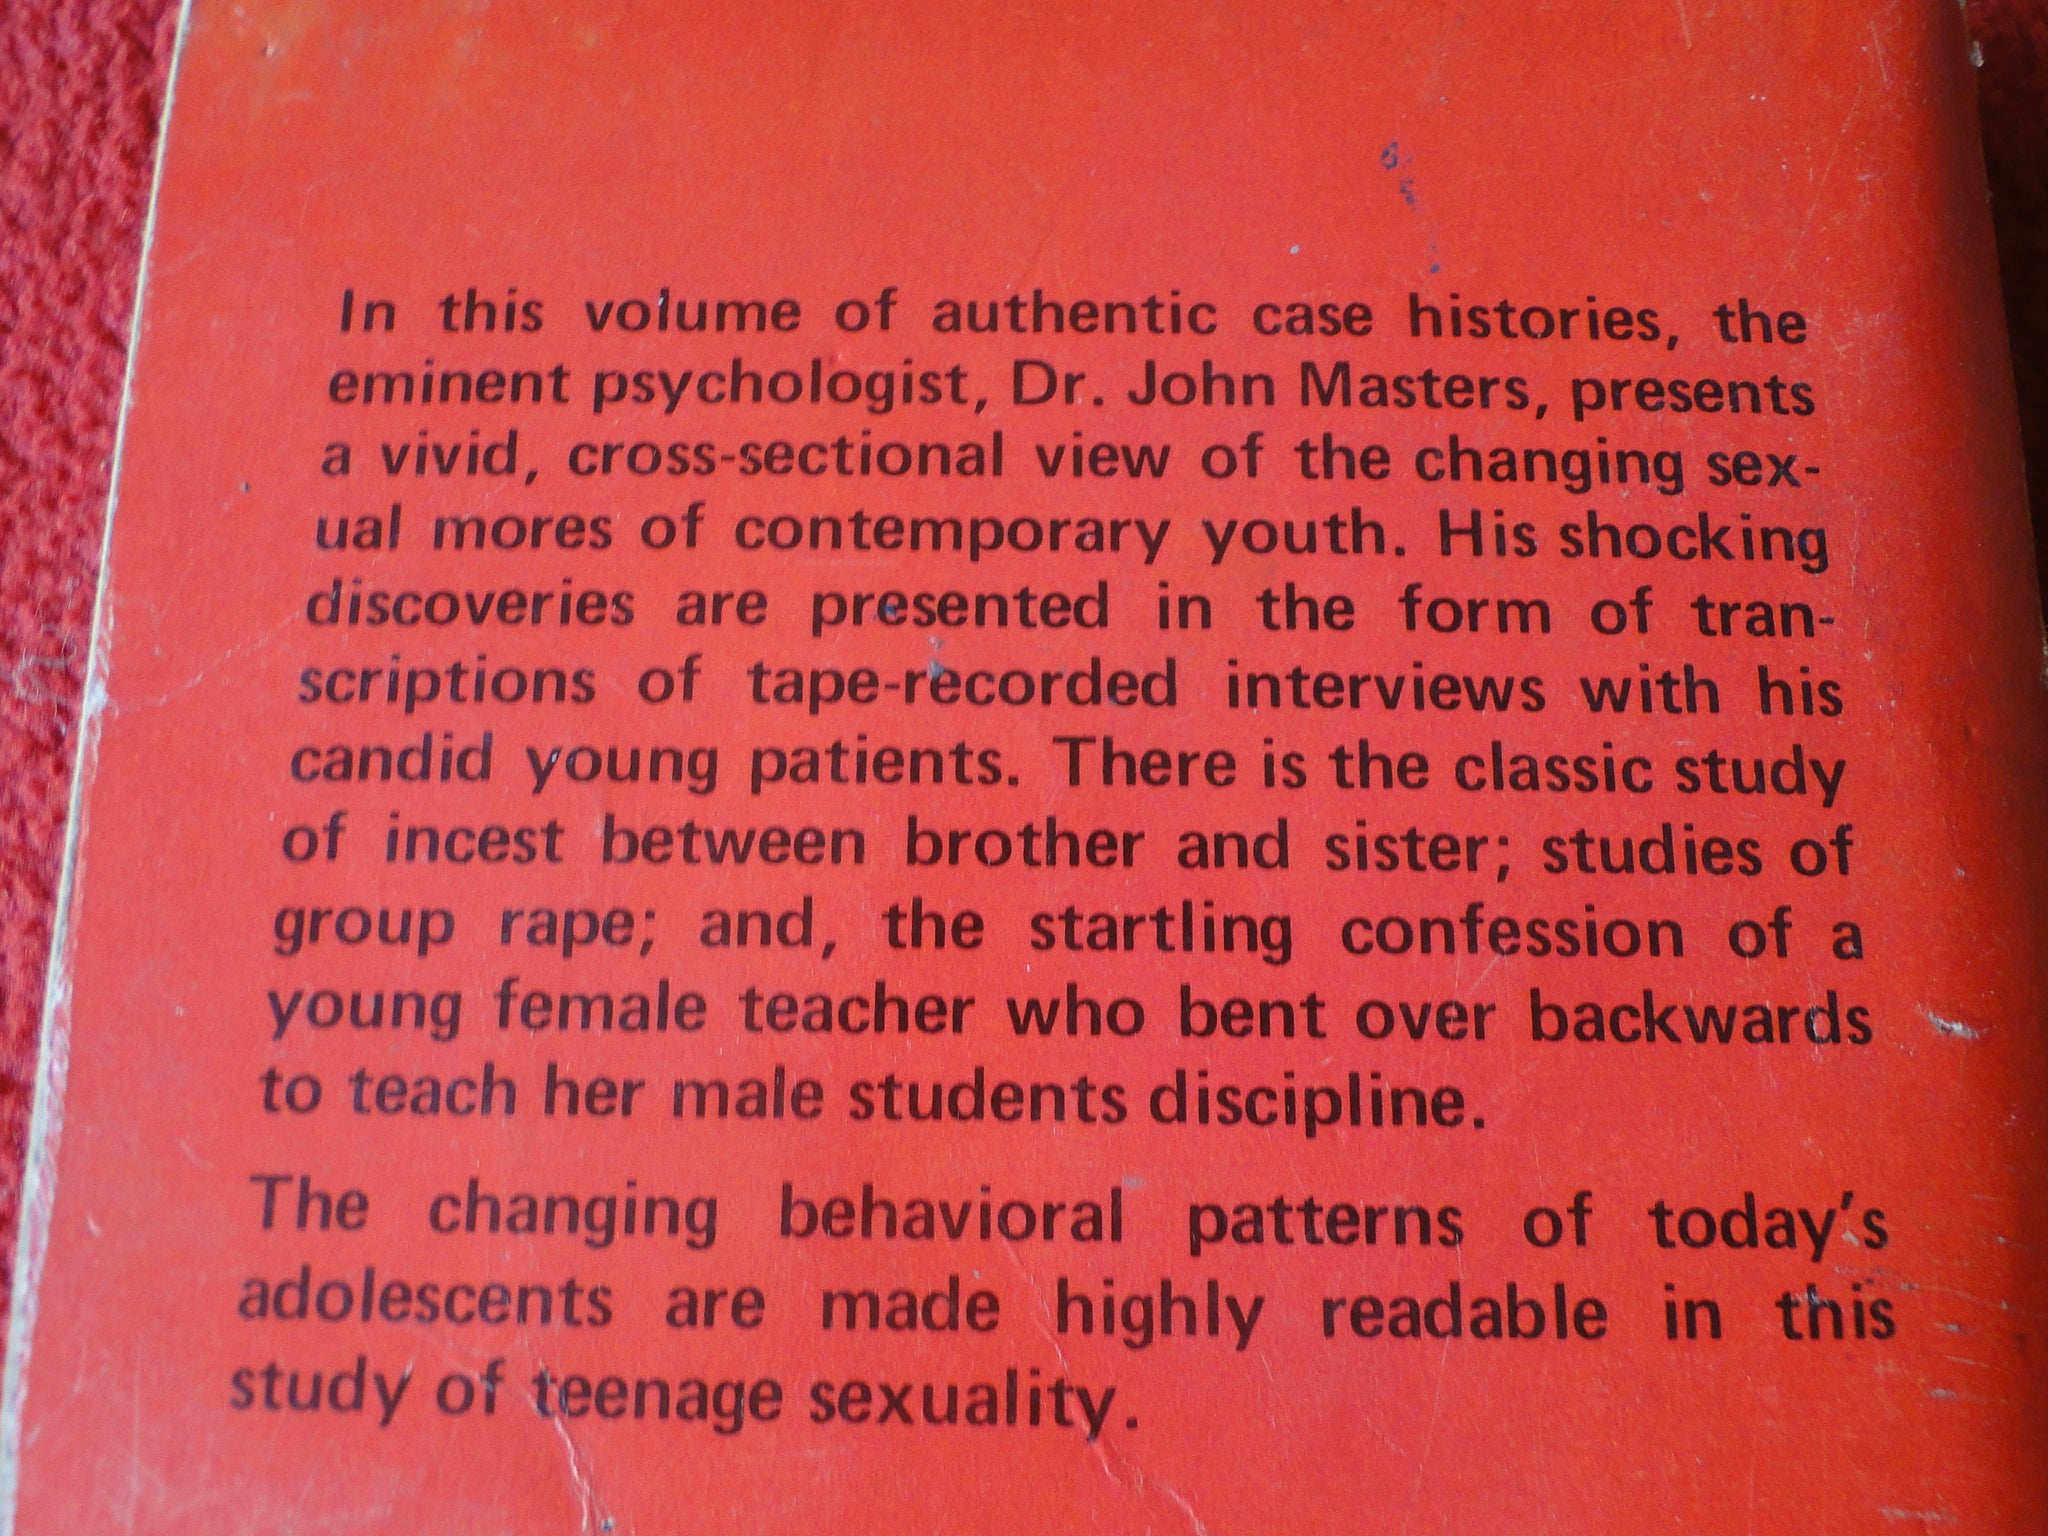 In this volume of authentic case histories, the
eminent psychologist, Dr. John Masters, presents
a vivid, cross-sectional view of the changing sex-
ual mores of contemporary youth. His shocking
discoveries are presented in the form of tran-
scriptions of tape-recorded interviews with his
candid young patients. There is the classic study
of incest between brother and sister; studies of
group rape; and, the startling confession of a
young female teacher who bent over backwards
to teach her male students discipline.
The changing behavioral patterns of today's
adolescents are made highly readable in this
study of teenage sexuality.